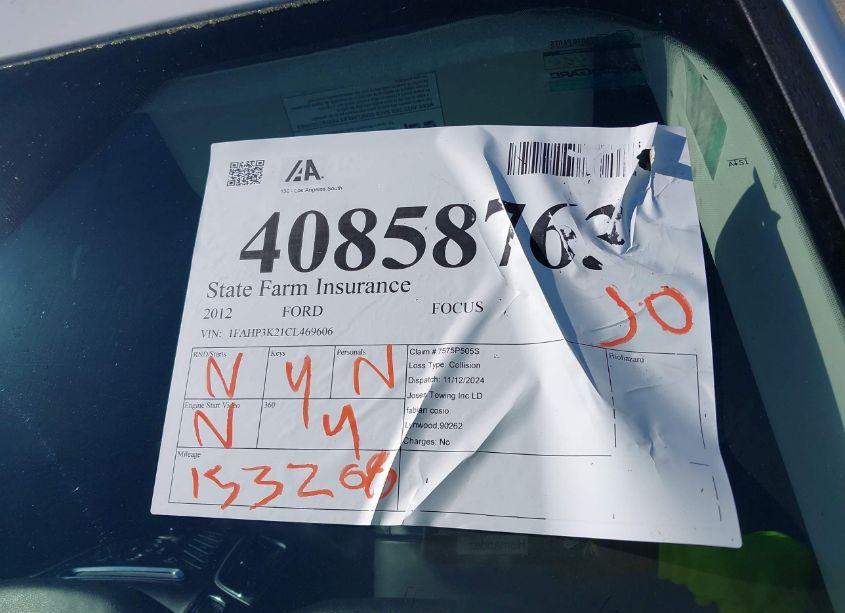 IAA
130 - Los Angeles South
40858763
State Farm Insurance
2012 FORD FOCUS
VIN: 1FAHP3K21CL469606
JO
RND/Starts Keys Personals
N Y N
Engine Start Video 360
N Y
Mileage
153268
Claim # 7575P505S
Loss Type: Collision
Dispatch: 11/12/2024
Joses Towing Inc LD
fabian cosio
Lynwood,90262
Charges: No
Biohazard